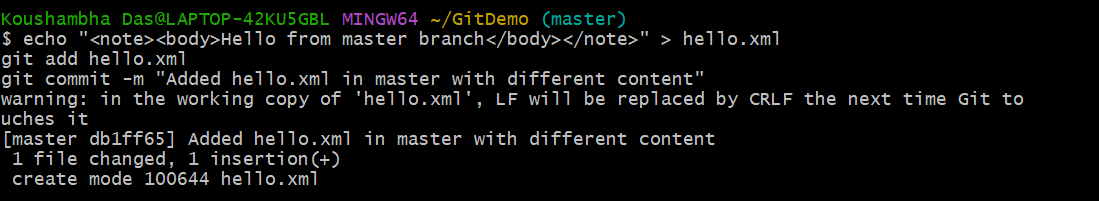 Koushambha Das@LAPTOP-42KU5GBL MINGW64 ~/GitDemo (master)
$ echo "<note><body>Hello from master branch</body></note>" > hello.xml
git add hello.xml
git commit -m "Added hello.xml in master with different content"
warning: in the working copy of 'hello.xml', LF will be replaced by CRLF the next time Git to
uches it
[master db1ff65] Added hello.xml in master with different content
 1 file changed, 1 insertion(+)
 create mode 100644 hello.xml